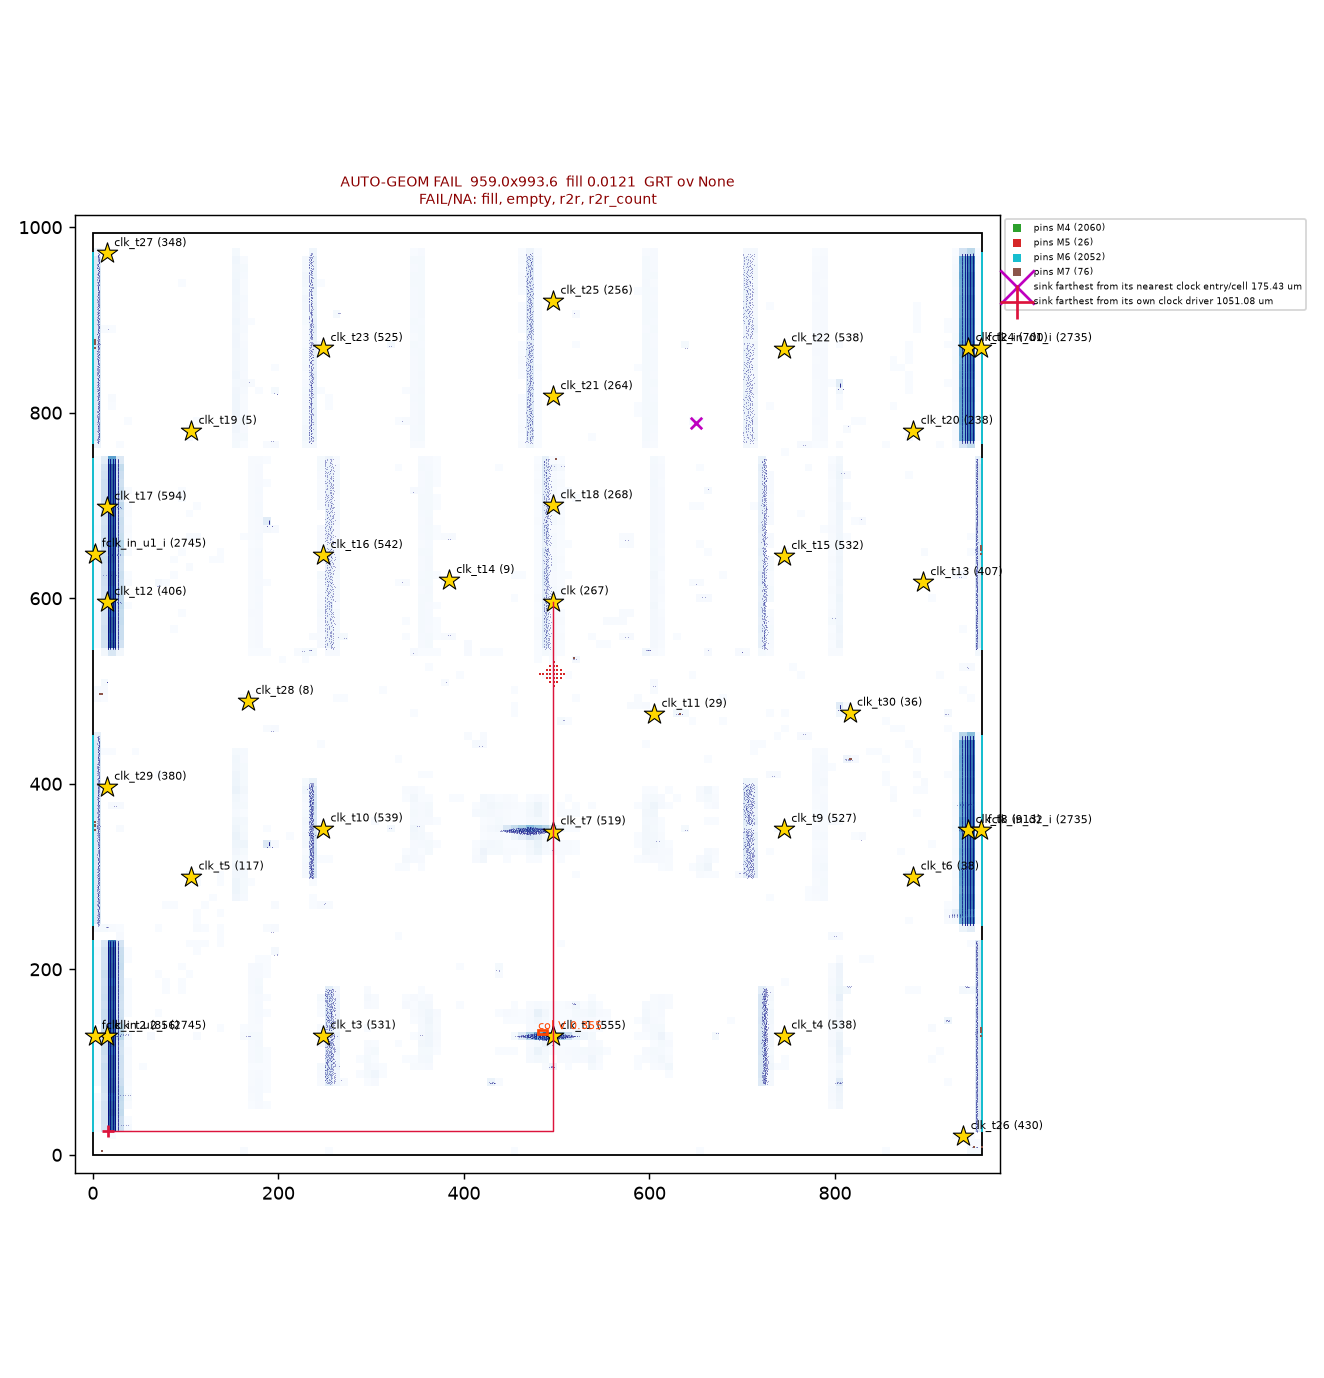 AUTO-GEOM FAIL 959.0x993.6 fill 0.0121 GRT ov None
FAIL/NA: fill, empty, r2r, r2r_count
pins M4 (2060)
pins M5 (26)
pins M6 (2052)
pins M7 (76)
sink farthest from its nearest clock entry/cell 175.43 um
sink farthest from its own clock driver 1051.08 um
1000
800
600
400
200
0
0
200
400
600
800
clk_t27 (348)
clk_t25 (256)
clk_t23 (525)
clk_t22 (538)
clk_t21 (264)
clk_t19 (5)
clk_t20 (238)
clk_t17 (594)
clk_t18 (268)
fclk_in_u1_i (2745)
clk_t16 (542)
clk_t15 (532)
clk_t14 (9)
clk_t13 (407)
clk_t12 (406)
clk (267)
clk_t28 (8)
clk_t11 (29)
clk_t30 (36)
clk_t29 (380)
clk_t10 (539)
clk_t7 (519)
clk_t9 (527)
clk_t5 (117)
clk_t6 (38)
clk_t3 (531)
clk_t4 (538)
clk_t26 (430)